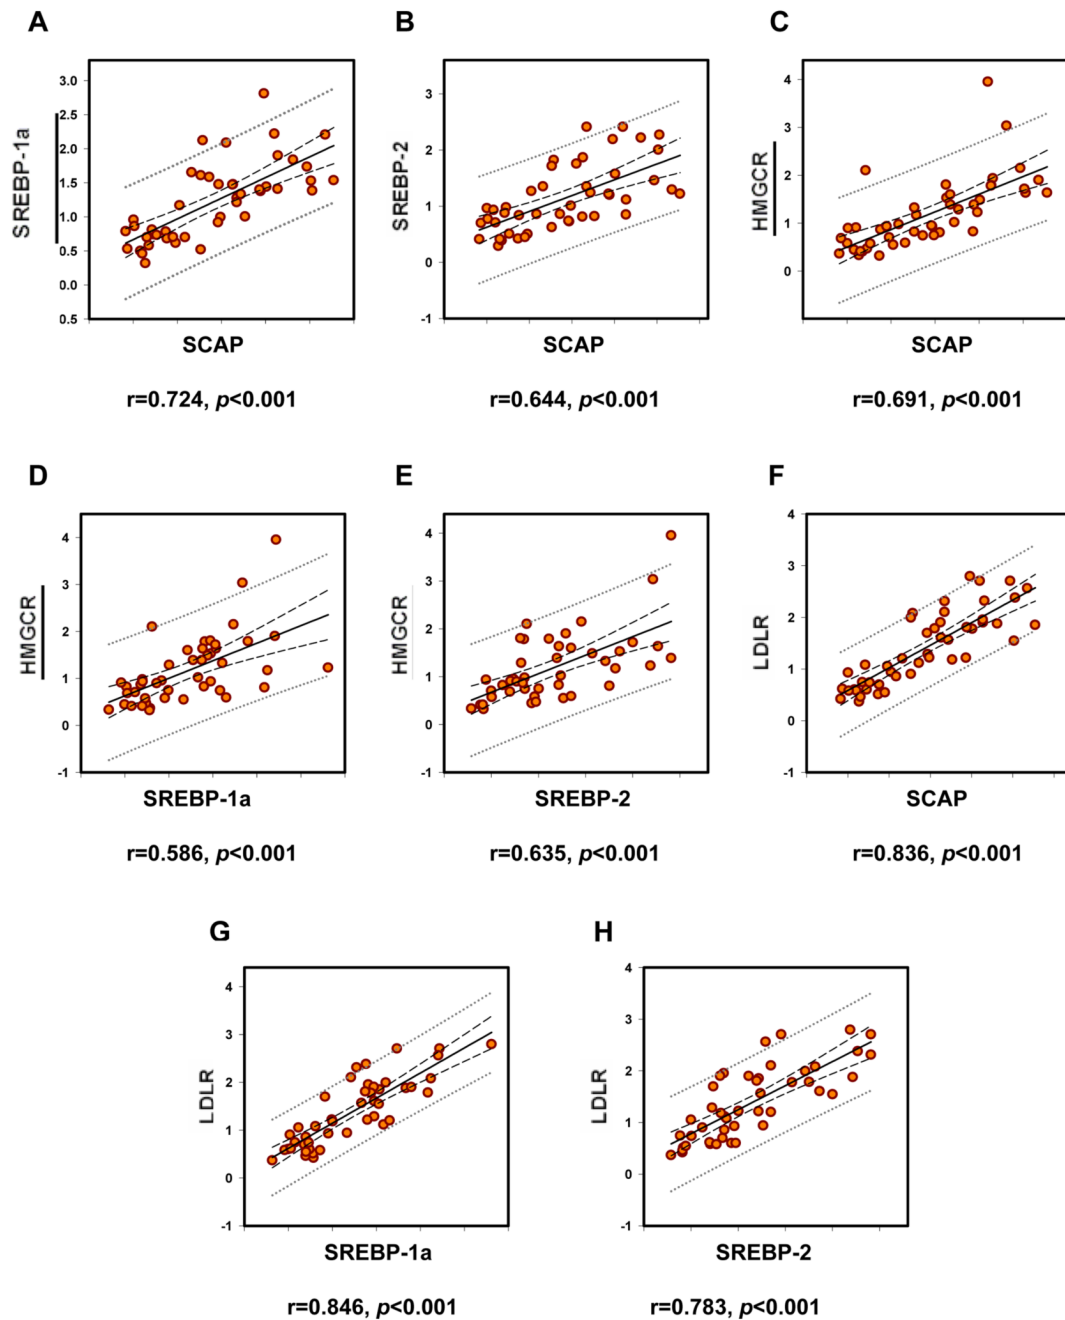 A
B
C
SREBP-1a
3.0
2.5
2.0
1.5
1.0
0.5
0.0
0.5
SCAP
r=0.724, p<0.001
SREBP-2
3
2
1
0
-1
SCAP
r=0.644, p<0.001
HMGCR
4
3
2
1
0
SCAP
r=0.691, p<0.001
D
E
F
HMGCR
4
3
2
1
0
-1
SREBP-1a
r=0.586, p<0.001
HMGCR
4
3
2
1
0
-1
SREBP-2
r=0.635, p<0.001
LDLR
4
3
2
1
0
-1
SCAP
r=0.836, p<0.001
G
H
LDLR
4
3
2
1
0
-1
SREBP-1a
r=0.846, p<0.001
LDLR
4
3
2
1
0
-1
SREBP-2
r=0.783, p<0.001